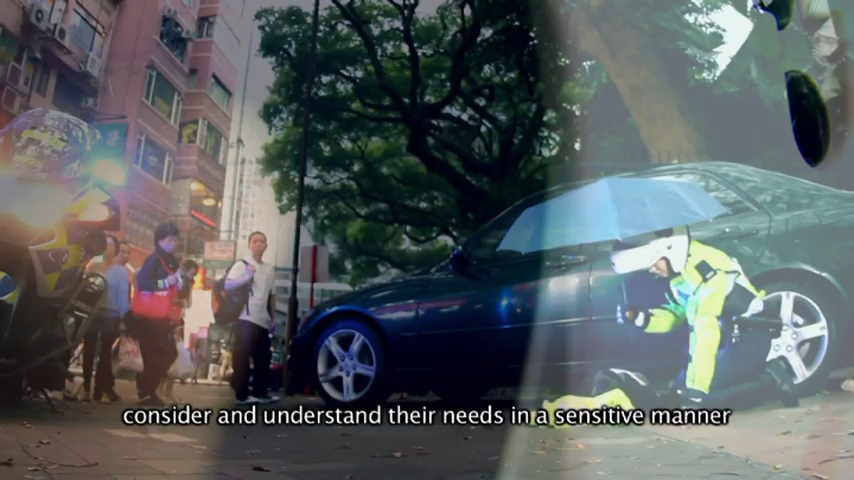 consider and understand their needs in a sensitive manner